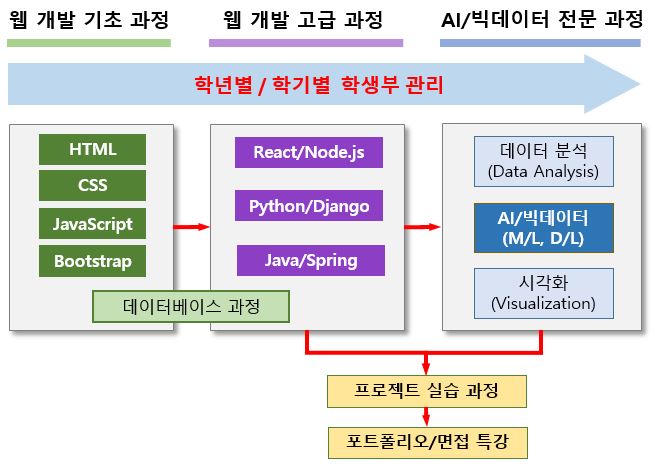 웹 개발 기초 과정
웹 개발 고급 과정
AI/빅데이터 전문 과정
학년별 / 학기별 학생부 관리
HTML
CSS
JavaScript
Bootstrap
React/Node.js
Python/Django
Java/Spring
데이터 분석
(Data Analysis)
AI/빅데이터
(M/L, D/L)
시각화
(Visualization)
데이터베이스 과정
프로젝트 실습 과정
포트폴리오/면접 특강